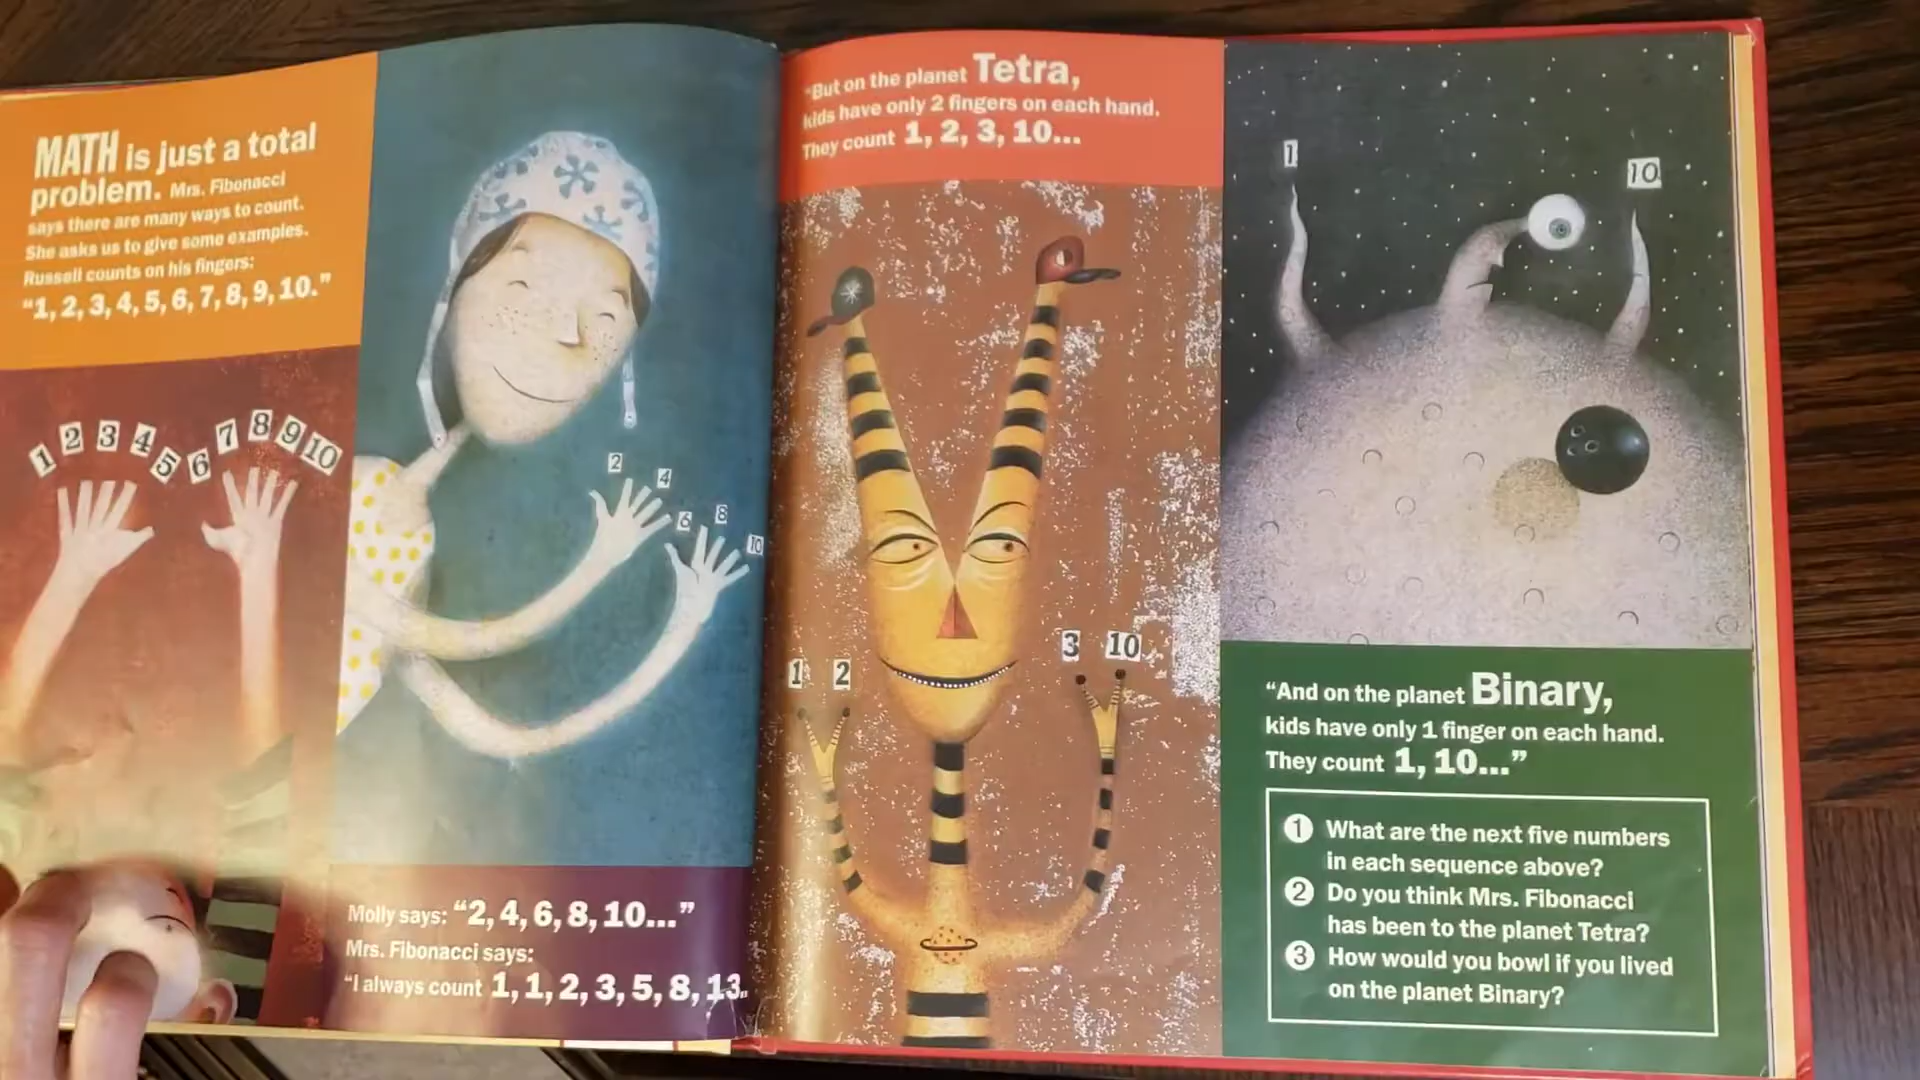 MATH is just a total
problem. Mrs. Fibonacci
says there are many ways to count.
She asks us to give some examples.
Russell counts on his fingers:
"1, 2, 3, 4, 5, 6, 7, 8, 9, 10."
1 2 3 4 5 6 7 8 9 10
2 4 6 8 10
Molly says: "2, 4, 6, 8, 10..."
Mrs. Fibonacci says:
"I always count 1, 1, 2, 3, 5, 8, 13
"But on the planet Tetra,
kids have only 2 fingers on each hand.
They count 1, 2, 3, 10...
1 2 3 10
1 10
"And on the planet Binary,
kids have only 1 finger on each hand.
They count 1, 10..."
1 What are the next five numbers
in each sequence above?
2 Do you think Mrs. Fibonacci
has been to the planet Tetra?
3 How would you bowl if you lived
on the planet Binary?